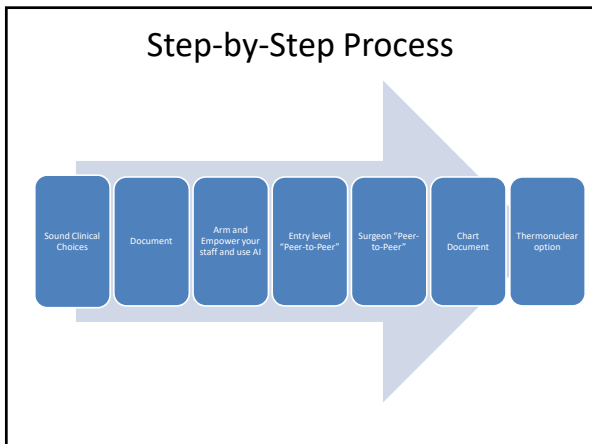 Step-by-Step Process
Sound Clinical
Choices
Document
Arm and
Empower your
staff and use AI
Entry level
“Peer-to-Peer”
Surgeon “Peer-
to-Peer”
Chart
Document
Thermonuclear
option